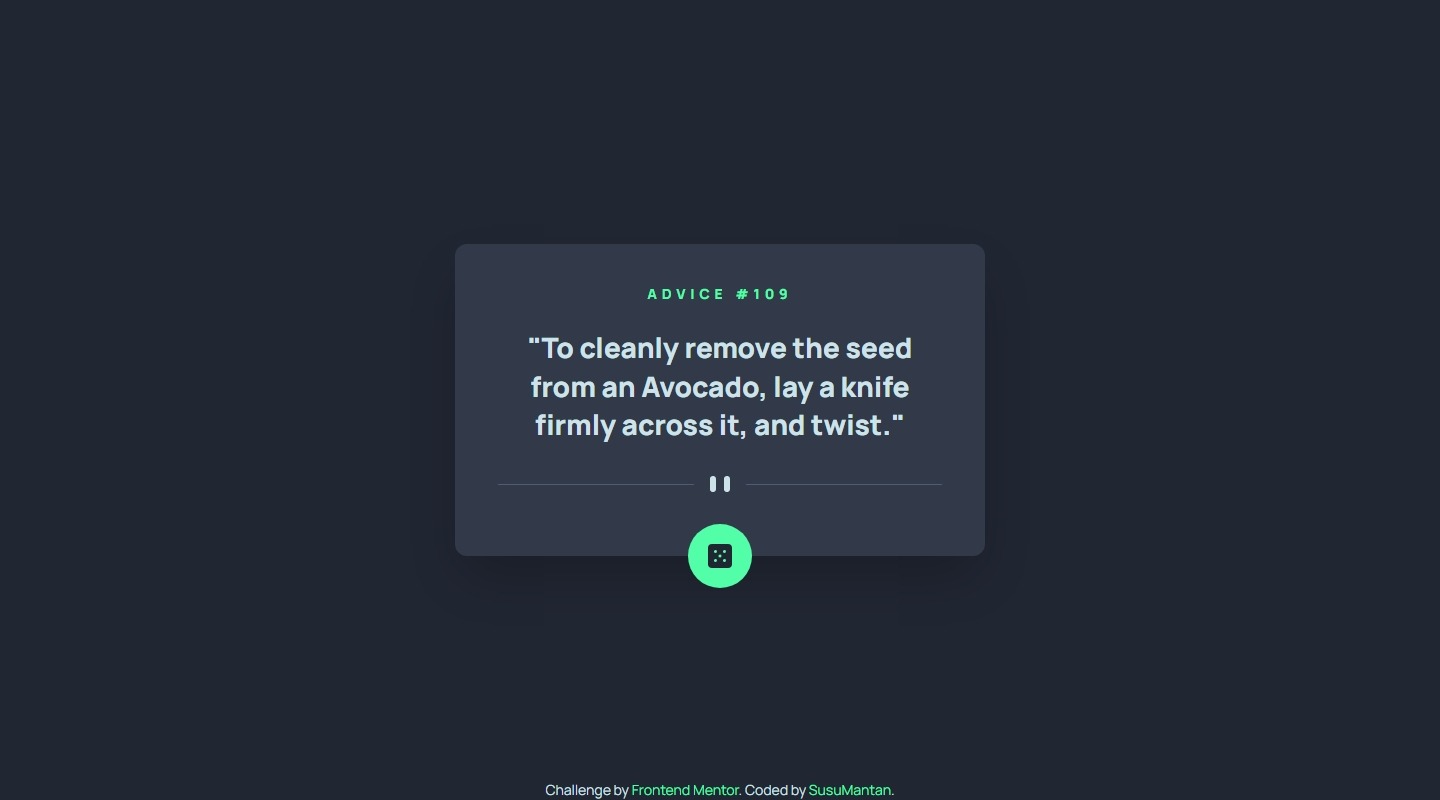 ADVICE #109
"To cleanly remove the seed
from an Avocado, lay a knife
firmly across it, and twist."
Challenge by Frontend Mentor. Coded by SusuMantan.